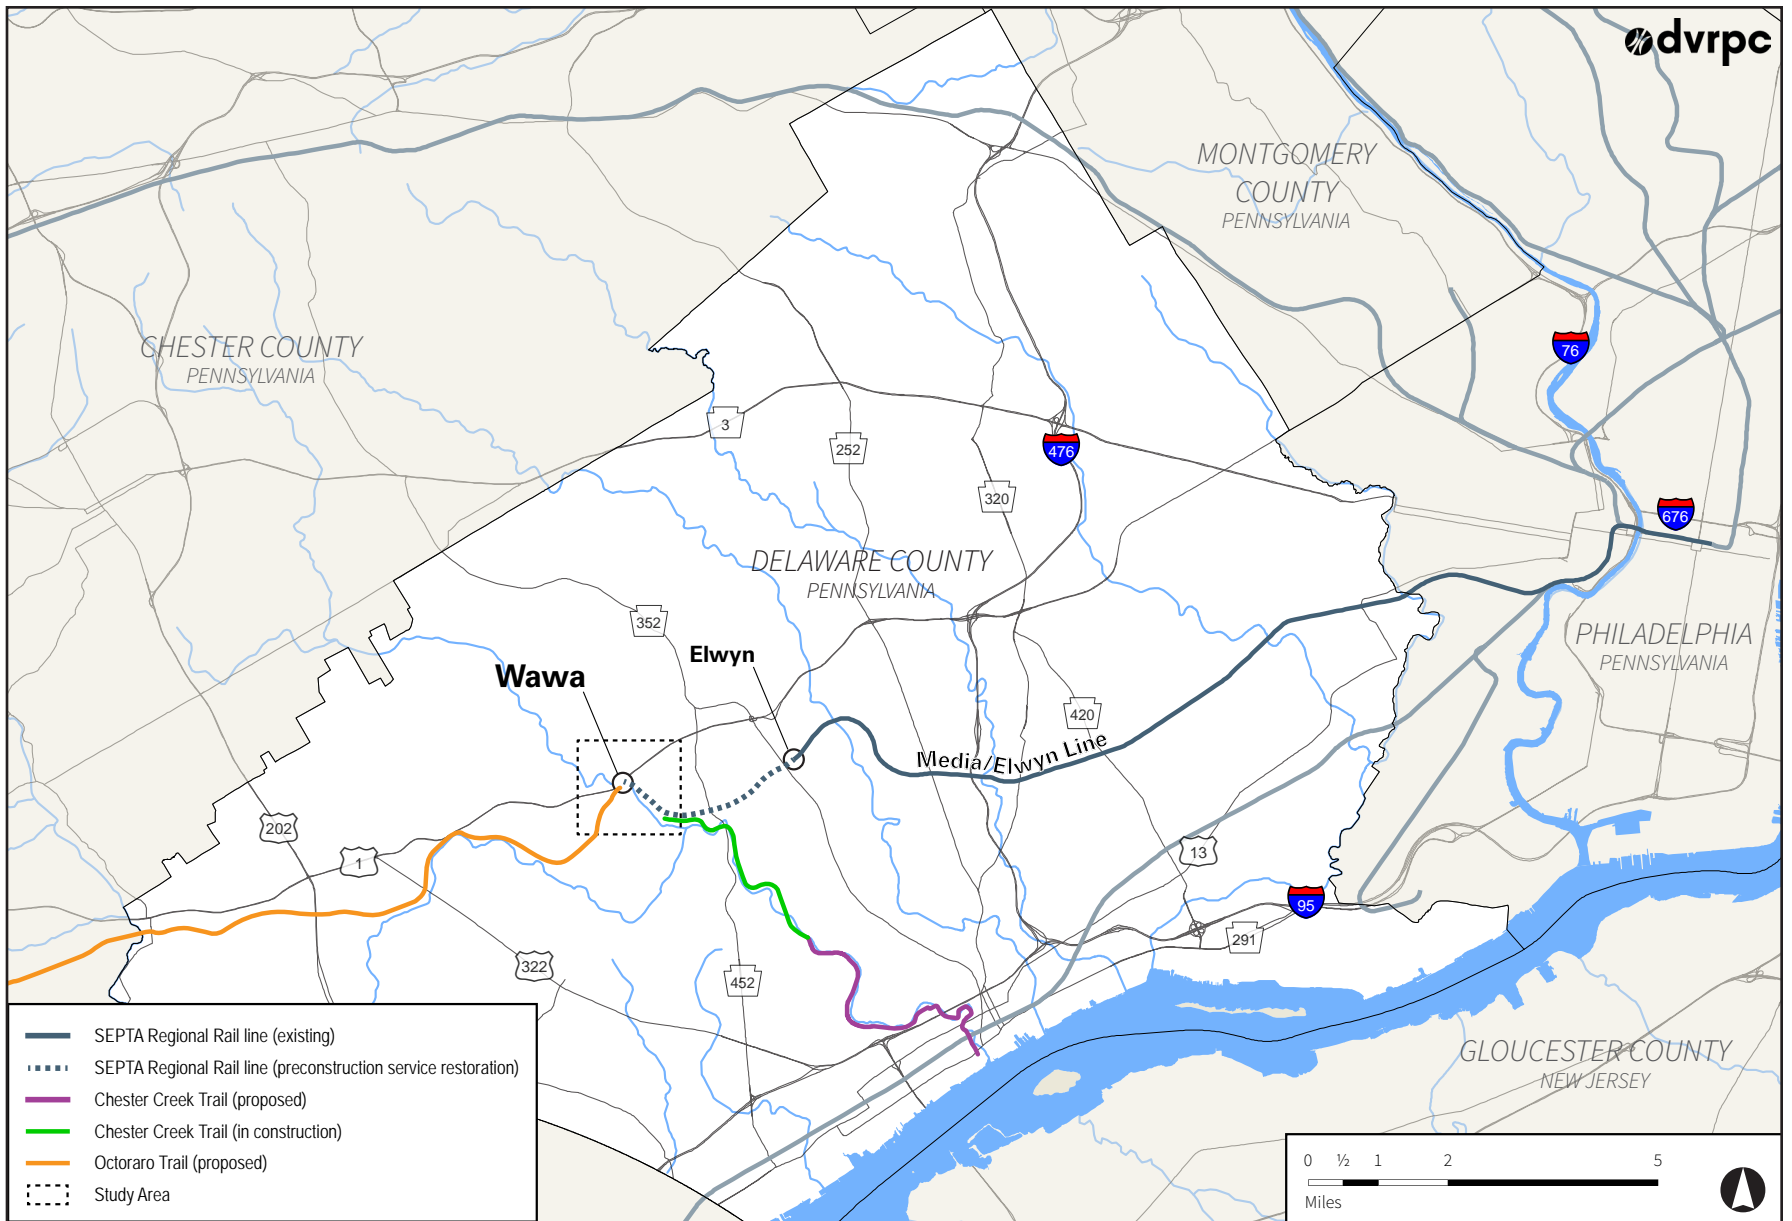 dvrpc
MONTGOMERY
COUNTY
PENNSYLVANIA
CHESTER COUNTY
PENNSYLVANIA
76
3
252
476
320
676
DELAWARE COUNTY
PENNSYLVANIA
352
PHILADELPHIA
PENNSYLVANIA
Elwyn
Wawa
420
Media/Elwyn Line
202
1
13
95
291
322
452
GLOUCESTER COUNTY
NEW JERSEY
SEPTA Regional Rail line (existing)
SEPTA Regional Rail line (preconstruction service restoration)
Chester Creek Trail (proposed)
Chester Creek Trail (in construction)
Octoraro Trail (proposed)
Study Area
0 ½ 1 2 5
Miles